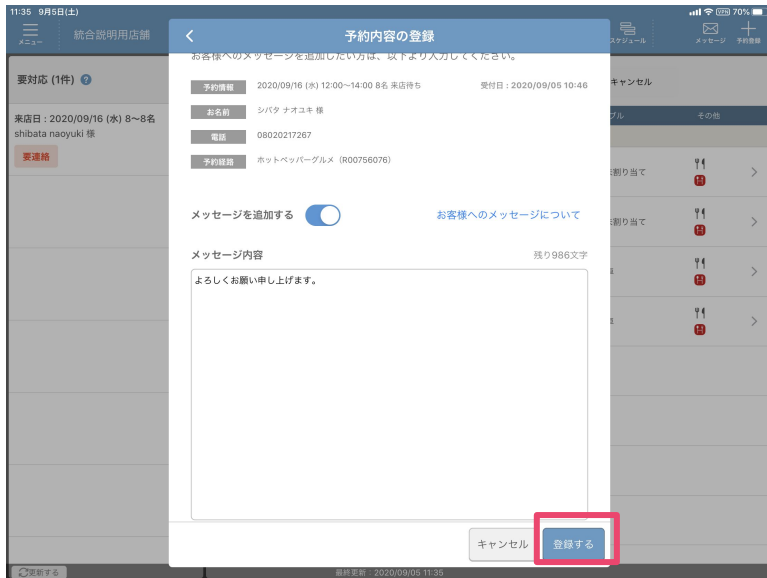 11:35 9月5日(土)
VPN 70%
メニュー
統合説明用店舗
予約内容の登録
スケジュール
メッセージ
予約登録
お客様へのメッセージを追加したい方は、以下より入力してください。
要対応 (1件)
キャンセル
予約情報 2020/09/16 (水) 12:00〜14:00 8名 来店待ち 受付日 : 2020/09/05 10:46
来店日 : 2020/09/16 (水) 8〜8名
shibata naoyuki 様
要連絡
お名前 シバタ ナオユキ 様
ブル その他
電話 08020217267
予約経路 ホットペッパーグルメ（R00756076）
割り当て
メッセージを追加する お客様へのメッセージについて
割り当て
メッセージ内容 残り986文字
よろしくお願い申し上げます。
キャンセル
登録する
更新する
最終更新 : 2020/09/05 11:35